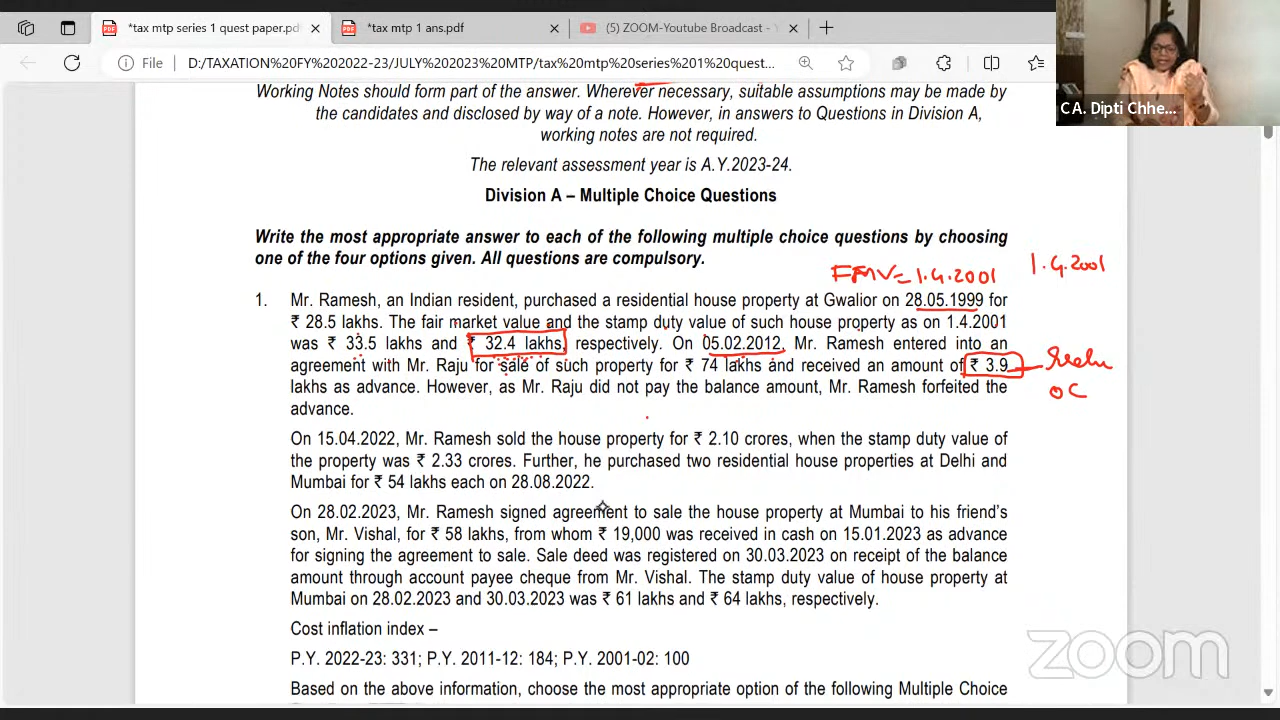 *tax mtp series 1 quest paper.pdf
*tax mtp 1 ans.pdf
(5) ZOOM-Youtube Broadcast - Y
File
D:/TAXATION%20FY%202022-23/JULY%202023%20MTP/tax%20mtp%20series%201%20quest...
CA. Dipti Chhe...
Working Notes should form part of the answer. Wherever necessary, suitable assumptions may be made by
the candidates and disclosed by way of a note. However, in answers to Questions in Division A,
working notes are not required.
The relevant assessment year is A.Y.2023-24.
Division A – Multiple Choice Questions
Write the most appropriate answer to each of the following multiple choice questions by choosing
one of the four options given. All questions are compulsory.
FMV= 1.4.2001
1.4.2001
1. Mr. Ramesh, an Indian resident, purchased a residential house property at Gwalior on 28.05.1999 for
₹ 28.5 lakhs. The fair market value and the stamp duty value of such house property as on 1.4.2001
was ₹ 33.5 lakhs and ₹ 32.4 lakhs, respectively. On 05.02.2012, Mr. Ramesh entered into an
agreement with Mr. Raju for sale of such property for ₹ 74 lakhs and received an amount of ₹ 3.9
lakhs as advance. However, as Mr. Raju did not pay the balance amount, Mr. Ramesh forfeited the
advance.
On 15.04.2022, Mr. Ramesh sold the house property for ₹ 2.10 crores, when the stamp duty value of
the property was ₹ 2.33 crores. Further, he purchased two residential house properties at Delhi and
Mumbai for ₹ 54 lakhs each on 28.08.2022.
On 28.02.2023, Mr. Ramesh signed agreement to sale the house property at Mumbai to his friend's
son, Mr. Vishal, for ₹ 58 lakhs, from whom ₹ 19,000 was received in cash on 15.01.2023 as advance
for signing the agreement to sale. Sale deed was registered on 30.03.2023 on receipt of the balance
amount through account payee cheque from Mr. Vishal. The stamp duty value of house property at
Mumbai on 28.02.2023 and 30.03.2023 was ₹ 61 lakhs and ₹ 64 lakhs, respectively.
Cost inflation index –
P.Y. 2022-23: 331; P.Y. 2011-12: 184; P.Y. 2001-02: 100
Based on the above information, choose the most appropriate option of the following Multiple Choice
OC
zoom